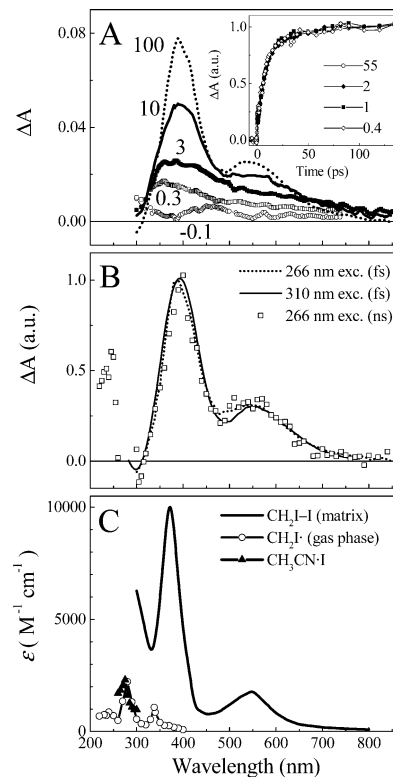 A
0.08
0.04
0.00
ΔA
100
10
3
0.3
-0.1
ΔA (a.u.)
1.0
0.5
0.0
55
2
1
0.4
0 50 100
Time (ps)
B
1.0
0.5
0.0
ΔA (a.u.)
266 nm exc. (fs)
310 nm exc. (fs)
266 nm exc. (ns)
C
10000
5000
0
ε ( M⁻¹ cm⁻¹)
CH₂I–I (matrix)
CH₂I· (gas phase)
CH₃CN·I
200 300 400 500 600 700 800
Wavelength (nm)